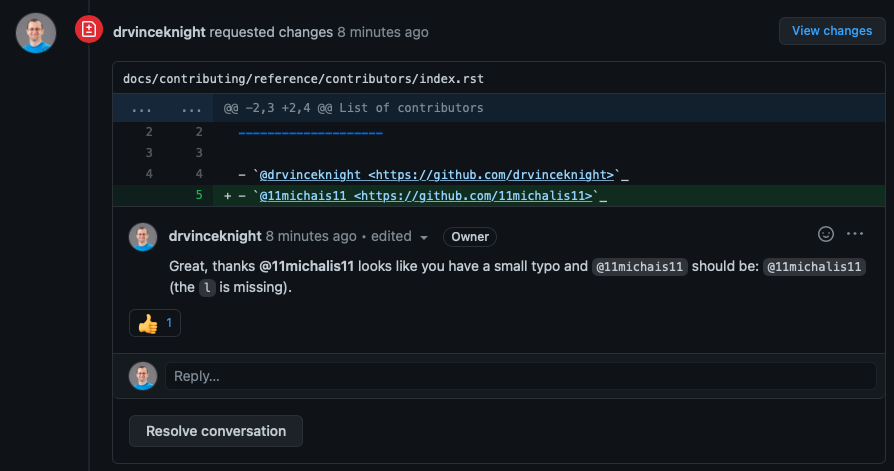 drvinceknight requested changes 8 minutes ago
View changes
docs/contributing/reference/contributors/index.rst
... ... @@ -2,3 +2,4 @@ List of contributors
2 2 --------------------
3 3
4 4 - `@drvinceknight <https://github.com/drvinceknight>`_
5 + - `@11michais11 <https://github.com/11michalis11>`_
drvinceknight 8 minutes ago • edited Owner
Great, thanks @11michalis11 looks like you have a small typo and @11michais11 should be: @11michalis11
(the l is missing).
👍 1
Reply...
Resolve conversation